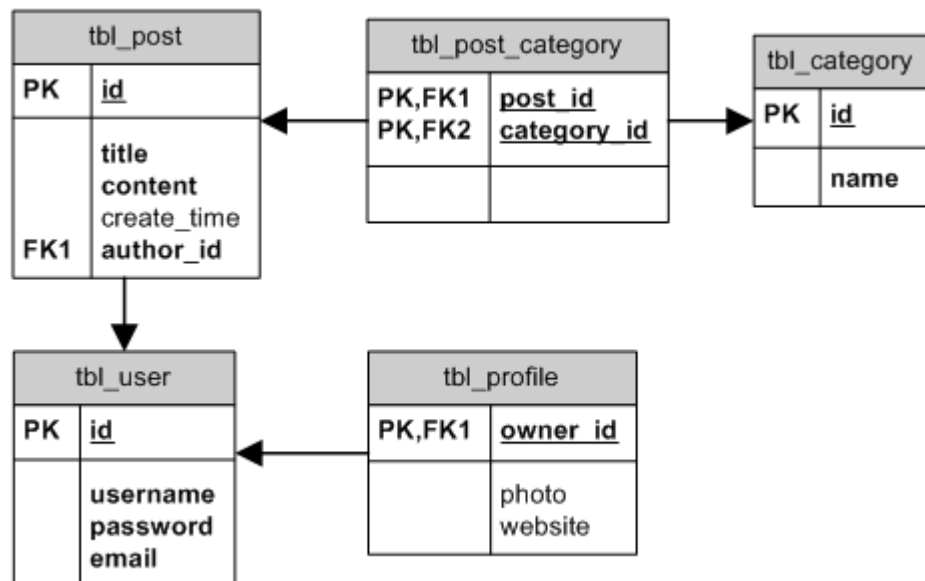 tbl_post
PK id
title
content
create_time
FK1 author_id
tbl_post_category
PK,FK1 post_id
PK,FK2 category_id
tbl_category
PK id
name
tbl_user
PK id
username
password
email
tbl_profile
PK,FK1 owner_id
photo
website